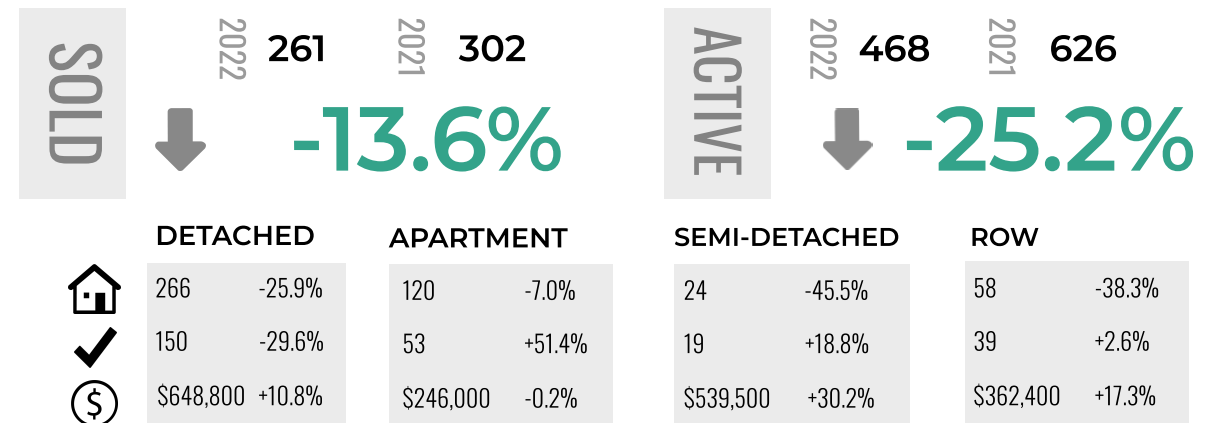 SOLD
2022 261 2021 302
-13.6%
ACTIVE
2022 468 2021 626
-25.2%
DETACHED
266 -25.9%
150 -29.6%
$648,800 +10.8%
APARTMENT
120 -7.0%
53 +51.4%
$246,000 -0.2%
SEMI-DETACHED
24 -45.5%
19 +18.8%
$539,500 +30.2%
ROW
58 -38.3%
39 +2.6%
$362,400 +17.3%
$